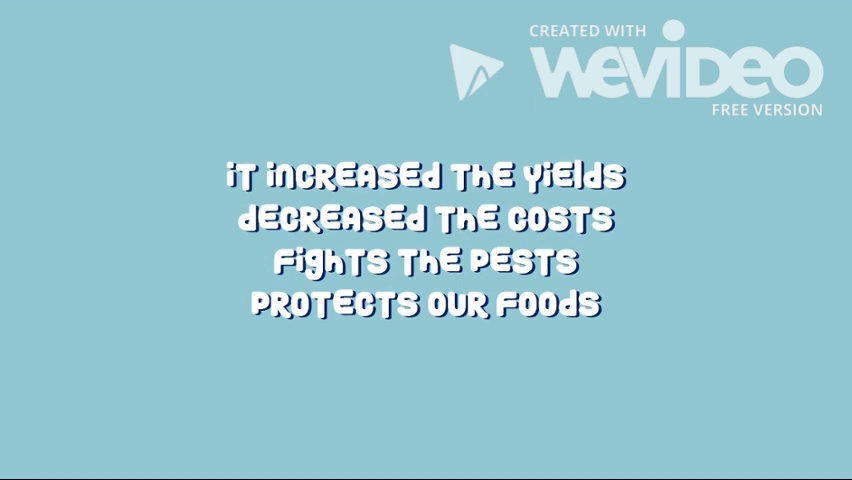 CREATED WITH
WEVIDEO
FREE VERSION
iT iNCREASEd ThE YiEldS
dECREASEd ThE COSTS
FighTS ThE PESTS
PROTECTS OUR FOOdS